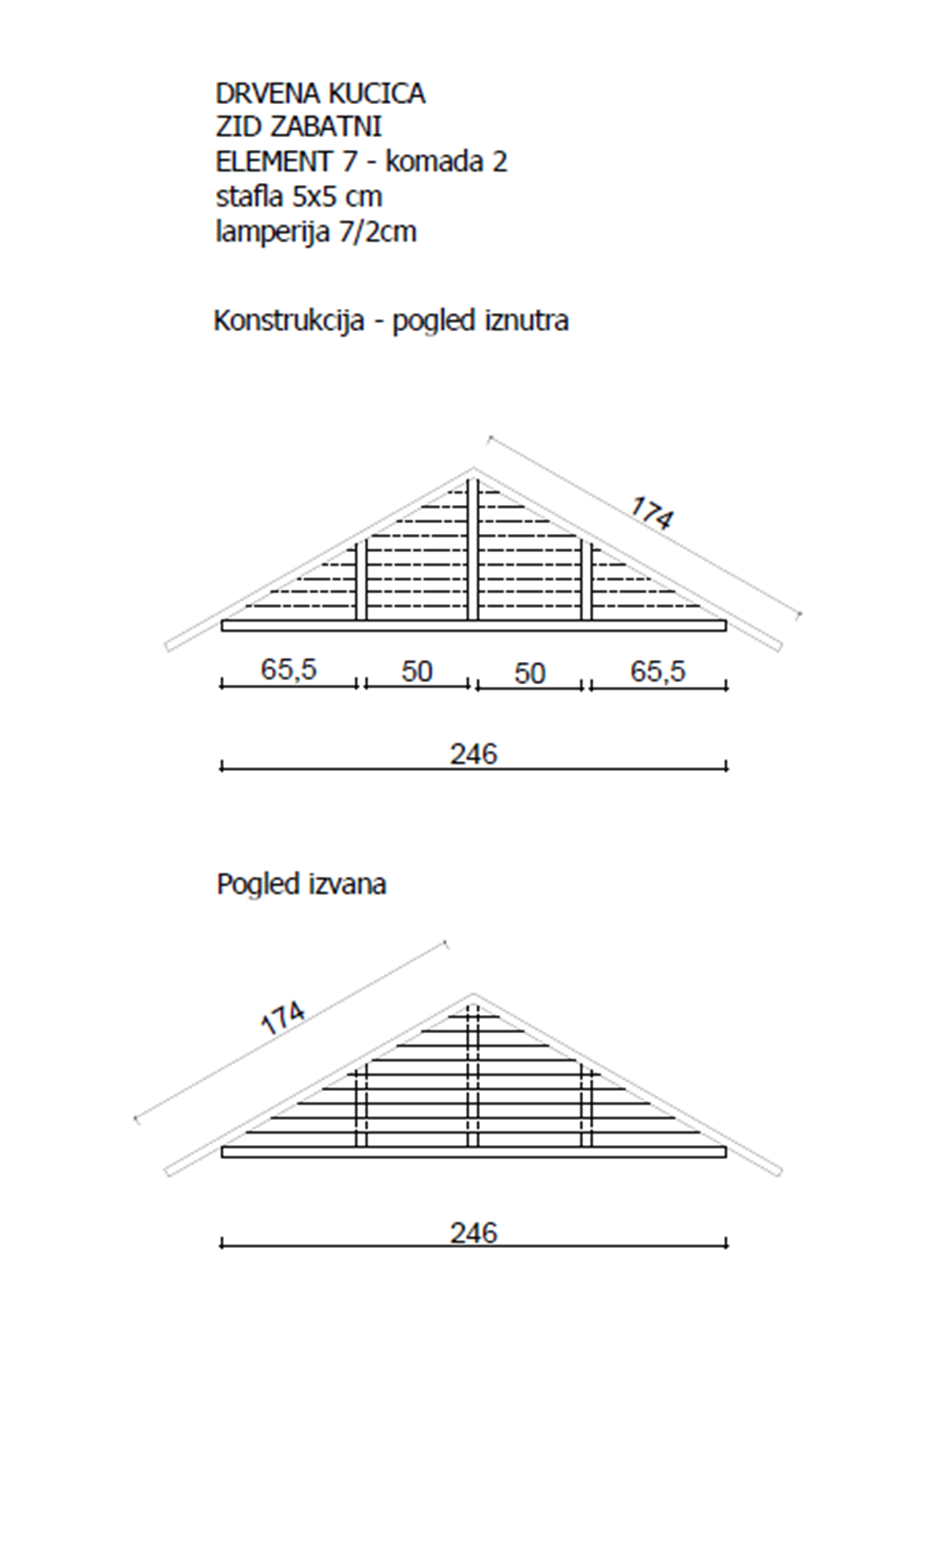 DRVENA KUCICA
ZID ZABATNI
ELEMENT 7 - komada 2
stafla 5x5 cm
lamperija 7/2cm
Konstrukcija - pogled iznutra
174
65,5 50 50 65,5
246
Pogled izvana
174
246